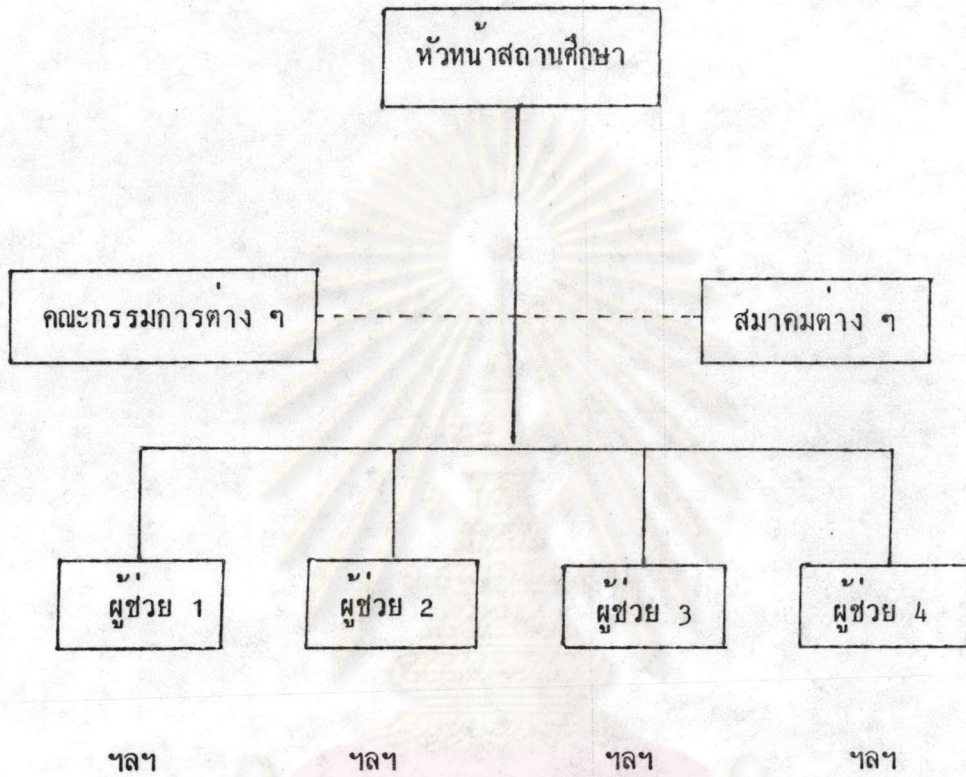 หัวหน้าสถานศึกษา
คณะกรรมการต่าง ๆ
สมาคมต่าง ๆ
ผู้ช่วย 1
ผู้ช่วย 2
ผู้ช่วย 3
ผู้ช่วย 4
ฯลฯ
ฯลฯ
ฯลฯ
ฯลฯ